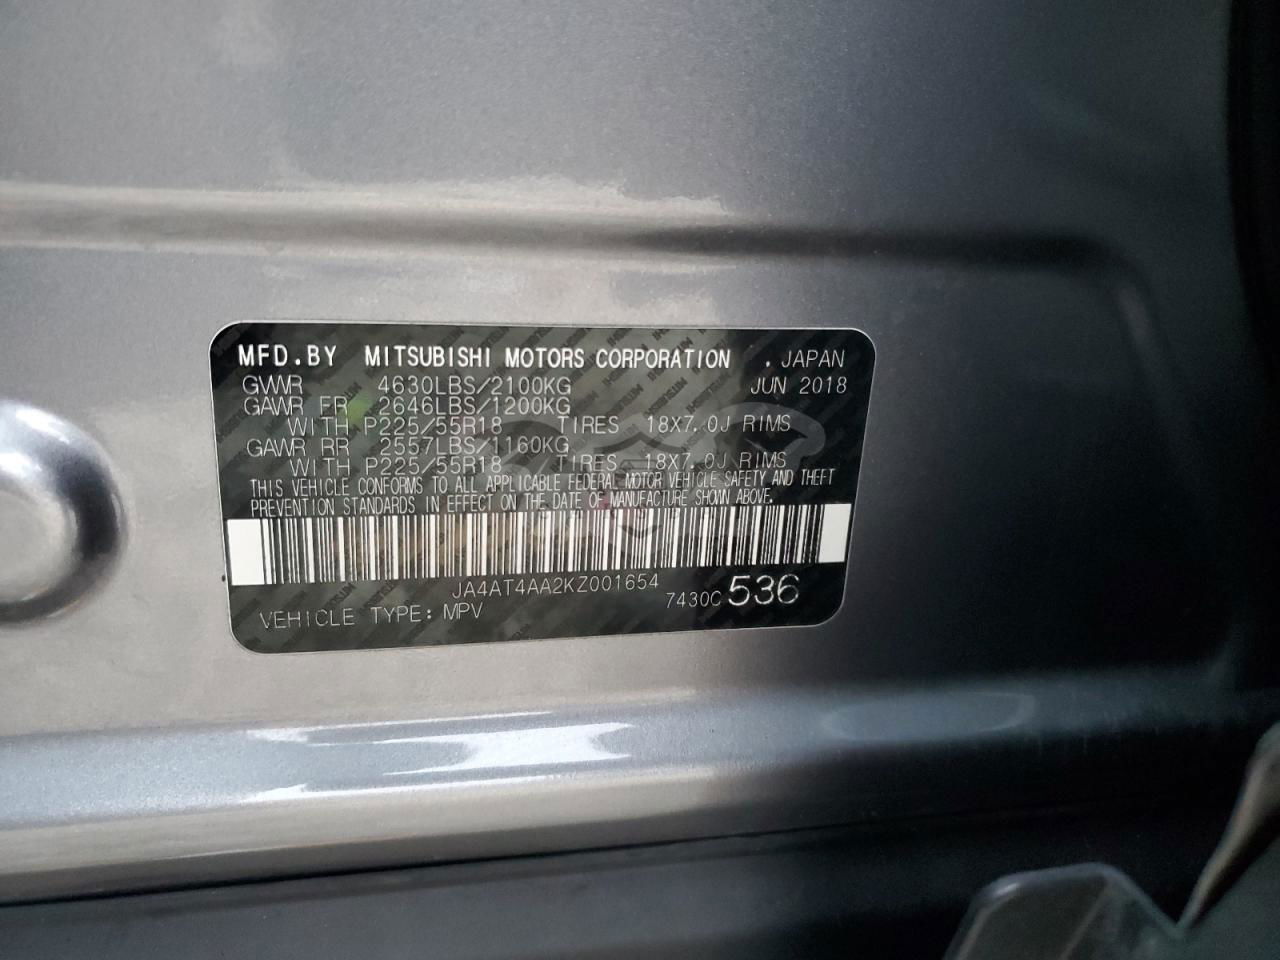 MFD.BY MITSUBISHI MOTORS CORPORATION .JAPAN
GVWR 4630LBS/2100KG JUN 2018
GAWR FR 2646LBS/1200KG
WITH P225/55R18 TIRES 18X7.0J RIMS
GAWR RR 2557LBS/1160KG
WITH P225/55R18 TIRES 18X7.0J RIMS
THIS VEHICLE CONFORMS TO ALL APPLICABLE FEDERAL MOTOR VEHICLE SAFETY AND THEFT
PREVENTION STANDARDS IN EFFECT ON THE DATE OF MANUFACTURE SHOWN ABOVE.
JA4AT4AA2KZ001654
VEHICLE TYPE: MPV 7430C 536